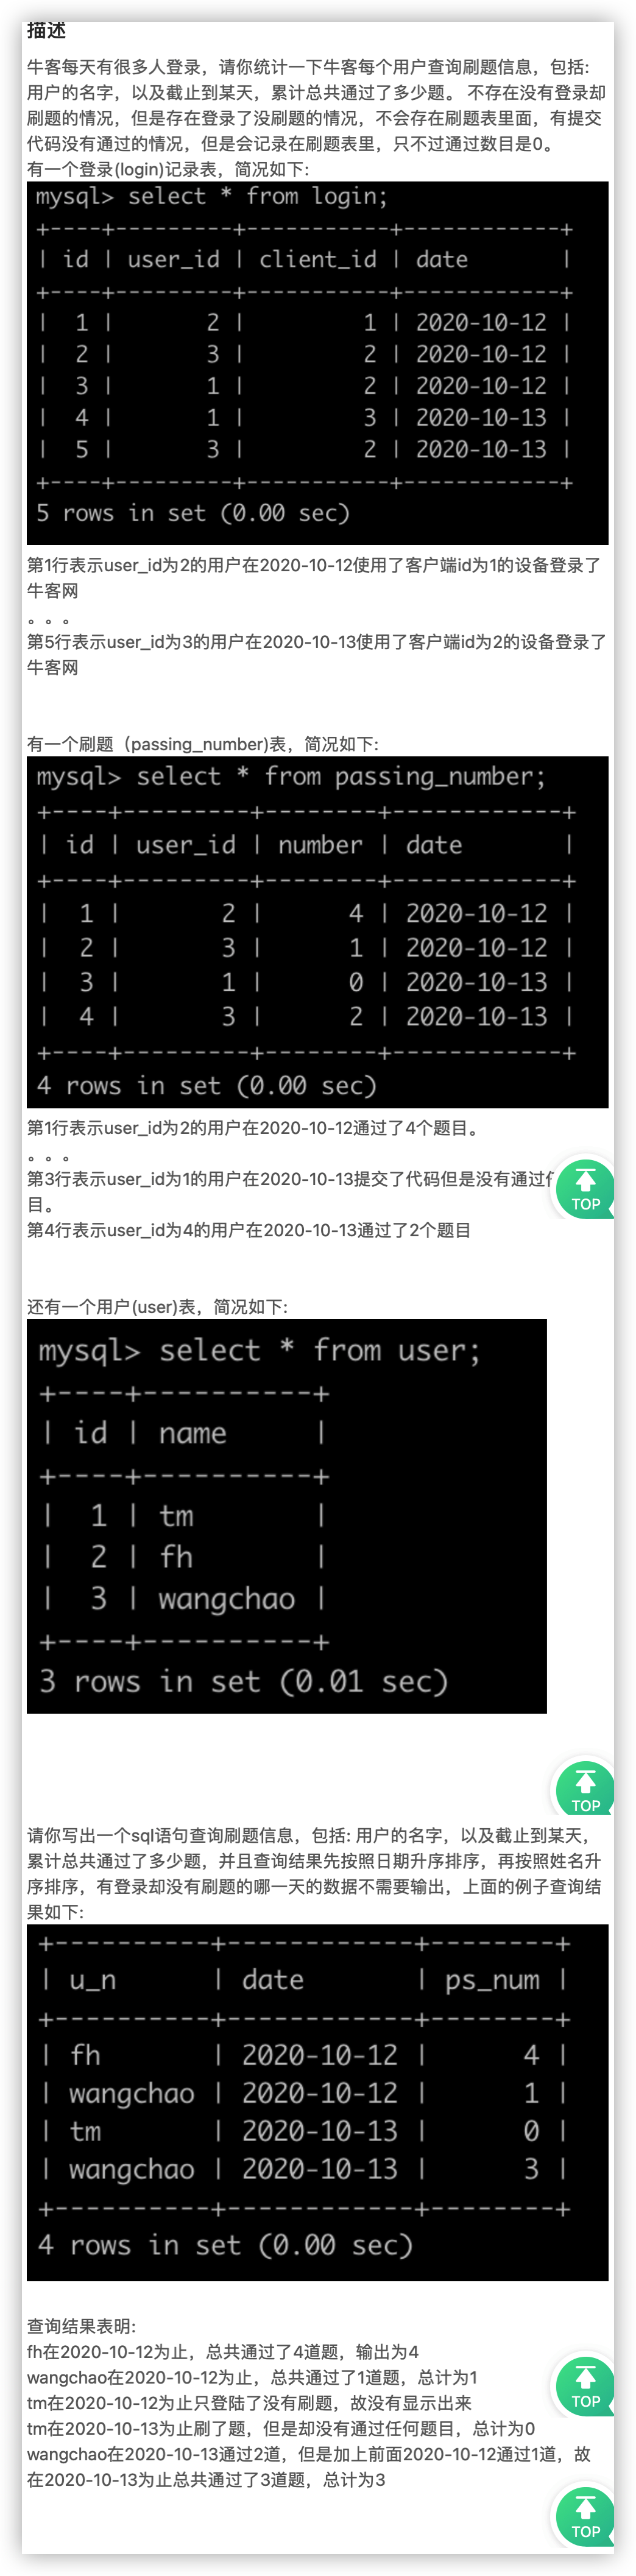 描述
牛客每天有很多人登录，请你统计一下牛客每个用户查询刷题信息，包括:
用户的名字，以及截止到某天，累计总共通过了多少题。 不存在没有登录却
刷题的情况，但是存在登录了没刷题的情况，不会存在刷题表里面，有提交
代码没有通过的情况，但是会记录在刷题表里，只不过通过数目是0。
有一个登录(login)记录表，简况如下:
mysql> select * from login;
+----+---------+-----------+------------+
| id | user_id | client_id | date       |
+----+---------+-----------+------------+
|  1 |       2 |         1 | 2020-10-12 |
|  2 |       3 |         2 | 2020-10-12 |
|  3 |       1 |         2 | 2020-10-12 |
|  4 |       1 |         3 | 2020-10-13 |
|  5 |       3 |         2 | 2020-10-13 |
+----+---------+-----------+------------+
5 rows in set (0.00 sec)
第1行表示user_id为2的用户在2020-10-12使用了客户端id为1的设备登录了
牛客网
。。。
第5行表示user_id为3的用户在2020-10-13使用了客户端id为2的设备登录了
牛客网
有一个刷题（passing_number)表，简况如下:
mysql> select * from passing_number;
+----+---------+--------+------------+
| id | user_id | number | date       |
+----+---------+--------+------------+
|  1 |       2 |      4 | 2020-10-12 |
|  2 |       3 |      1 | 2020-10-12 |
|  3 |       1 |      0 | 2020-10-13 |
|  4 |       3 |      2 | 2020-10-13 |
+----+---------+--------+------------+
4 rows in set (0.00 sec)
第1行表示user_id为2的用户在2020-10-12通过了4个题目。
。。。
第3行表示user_id为1的用户在2020-10-13提交了代码但是没有通过
目。
TOP
第4行表示user_id为4的用户在2020-10-13通过了2个题目
还有一个用户(user)表，简况如下:
mysql> select * from user;
+----+----------+
| id | name     |
+----+----------+
|  1 | tm       |
|  2 | fh       |
|  3 | wangchao |
+----+----------+
3 rows in set (0.01 sec)
TOP
请你写出一个sql语句查询刷题信息，包括: 用户的名字，以及截止到某天，
累计总共通过了多少题，并且查询结果先按照日期升序排序，再按照姓名升
序排序，有登录却没有刷题的哪一天的数据不需要输出，上面的例子查询结
果如下:
+----------+------------+--------+
| u_n      | date       | ps_num |
+----------+------------+--------+
| fh       | 2020-10-12 |      4 |
| wangchao | 2020-10-12 |      1 |
| tm       | 2020-10-13 |      0 |
| wangchao | 2020-10-13 |      3 |
+----------+------------+--------+
4 rows in set (0.00 sec)
查询结果表明:
fh在2020-10-12为止，总共通过了4道题，输出为4
wangchao在2020-10-12为止，总共通过了1道题，总计为1
tm在2020-10-12为止只登陆了没有刷题，故没有显示出来
TOP
tm在2020-10-13为止刷了题，但是却没有通过任何题目，总计为0
wangchao在2020-10-13通过2道，但是加上前面2020-10-12通过1道，故
在2020-10-13为止总共通过了3道题，总计为3
TOP